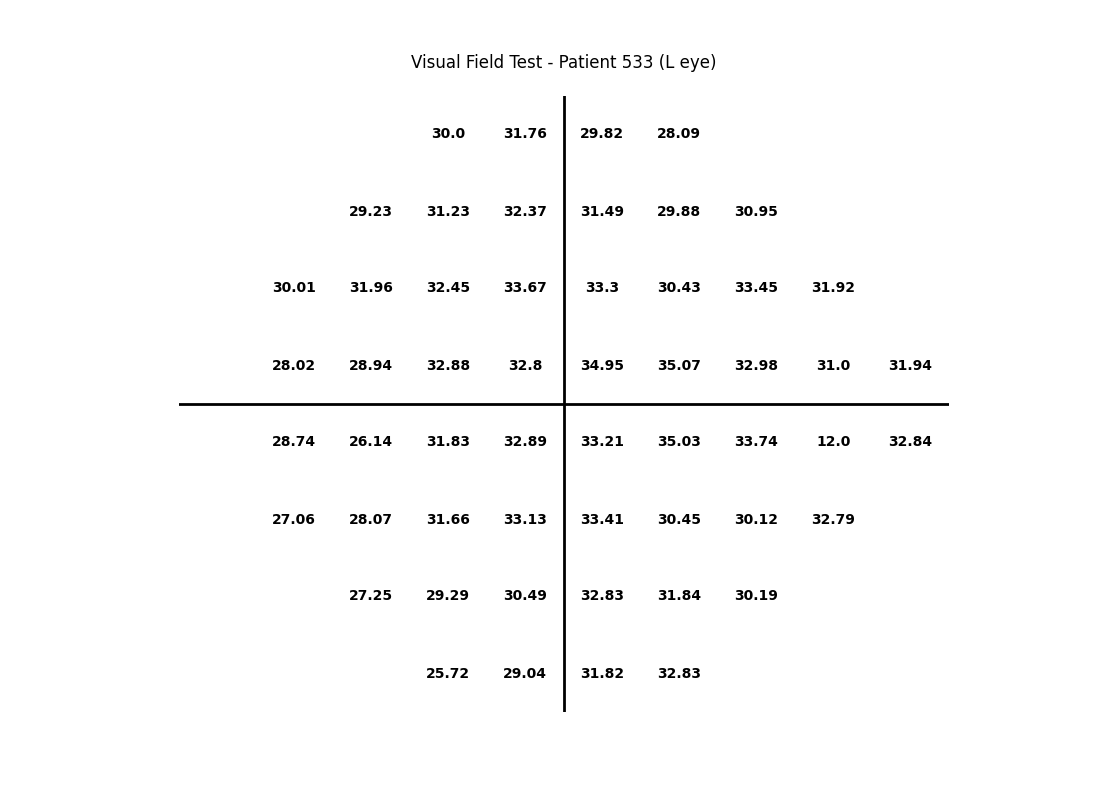 Visual Field Test - Patient 533 (L eye)
30.0 31.76 29.82 28.09
29.23 31.23 32.37 31.49 29.88 30.95
30.01 31.96 32.45 33.67 33.3 30.43 33.45 31.92
28.02 28.94 32.88 32.8 34.95 35.07 32.98 31.0 31.94
28.74 26.14 31.83 32.89 33.21 35.03 33.74 12.0 32.84
27.06 28.07 31.66 33.13 33.41 30.45 30.12 32.79
27.25 29.29 30.49 32.83 31.84 30.19
25.72 29.04 31.82 32.83